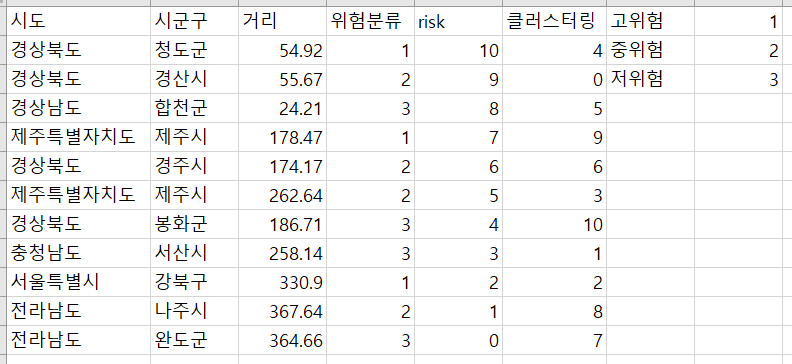 시도 시군구 거리 위험분류 risk 클러스터링 고위험 1
경상북도 청도군 54.92 1 10 4 중위험 2
경상북도 경산시 55.67 2 9 0 저위험 3
경상남도 합천군 24.21 3 8 5
제주특별자치도 제주시 178.47 1 7 9
경상북도 경주시 174.17 2 6 6
제주특별자치도 제주시 262.64 2 5 3
경상북도 봉화군 186.71 3 4 10
충청남도 서산시 258.14 3 3 1
서울특별시 강북구 330.9 1 2 2
전라남도 나주시 367.64 2 1 8
전라남도 완도군 364.66 3 0 7